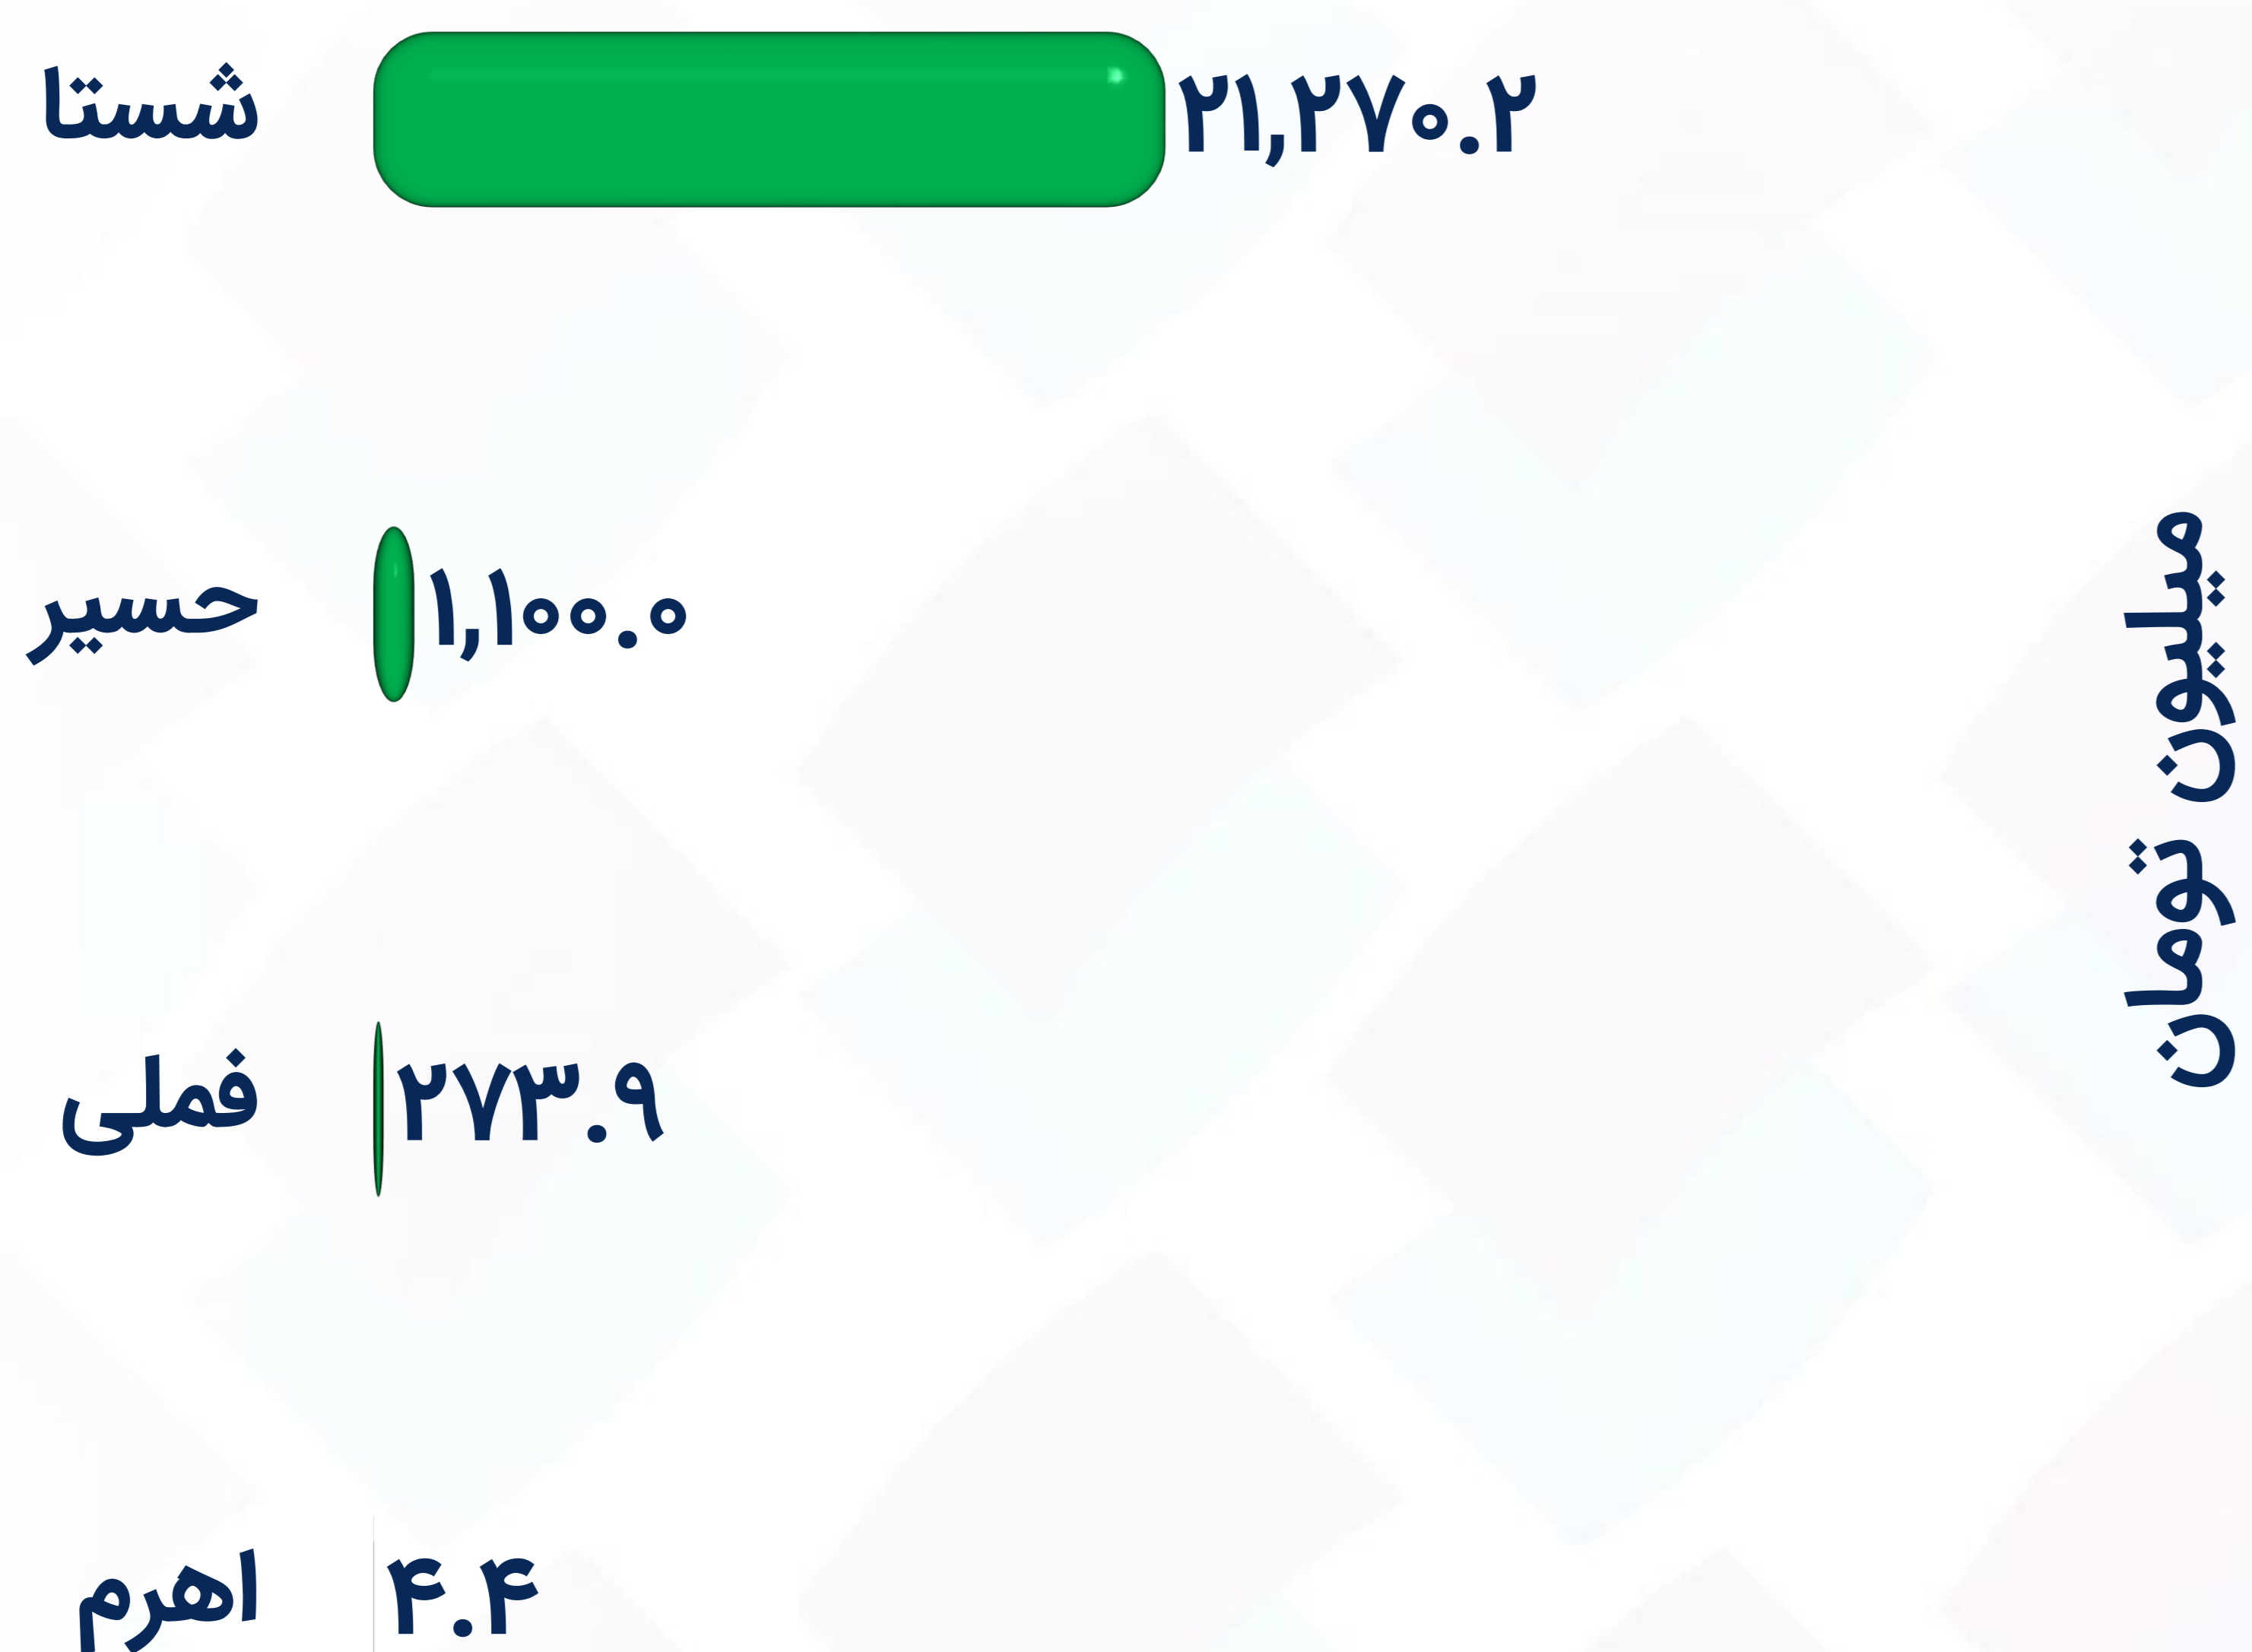 شستا ۲۱,۲۷۰.۲
حسیر ۱,۱۰۰.۰
فملی ۲۷۳.۹
اهرم ۴.۴
میلیون تومان